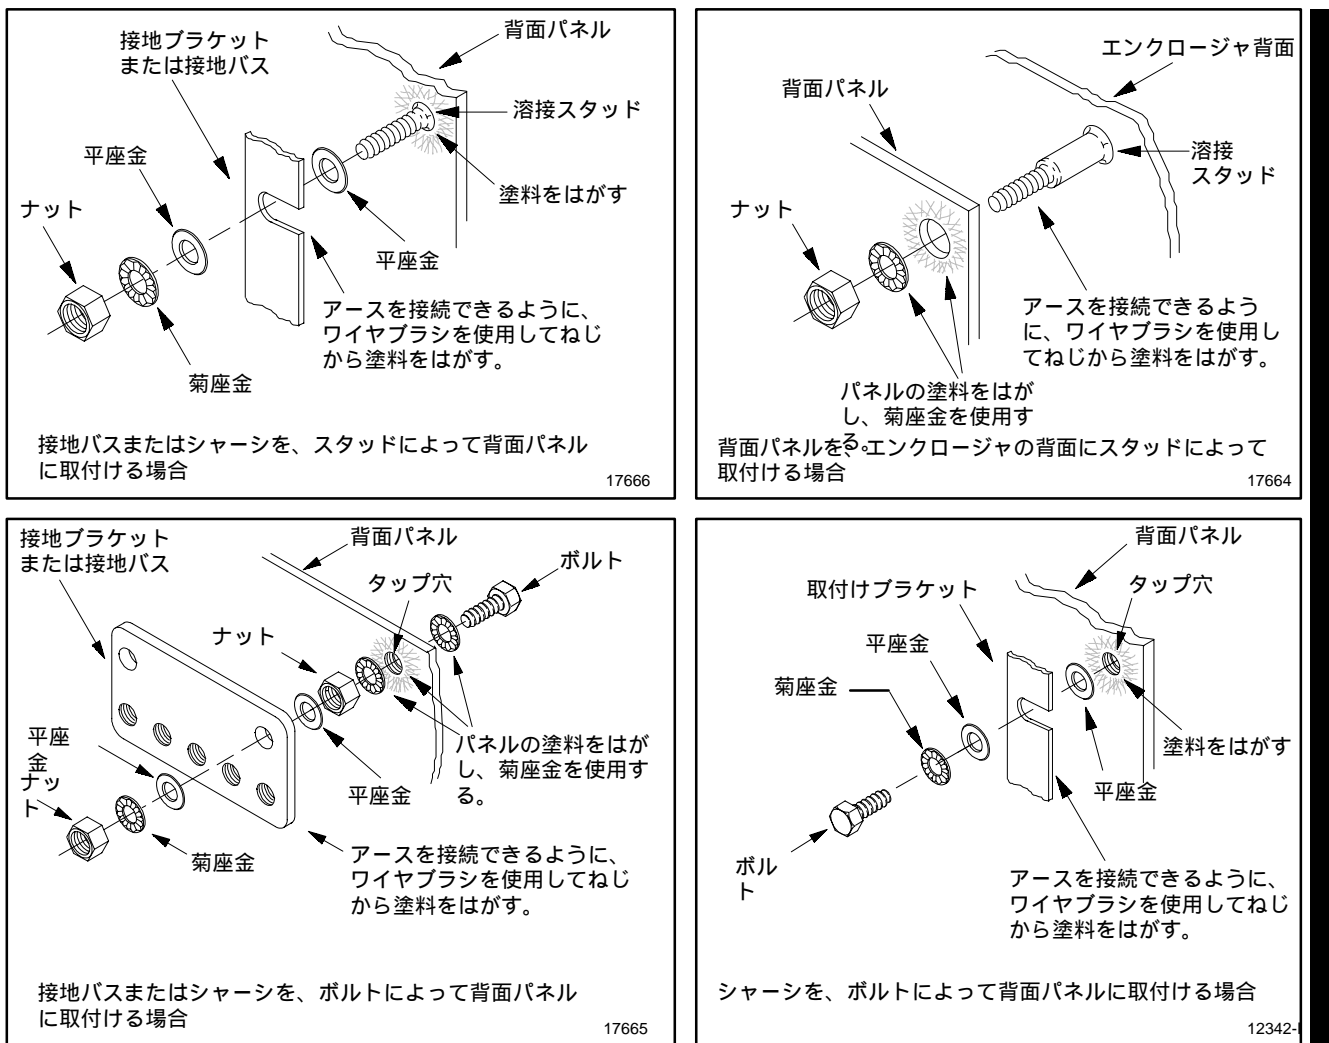 接地ブラケット
または接地バス
背面パネル
溶接スタッド
平座金
塗料をはがす
ナット
平座金
アースを接続できるように、
ワイヤブラシを使用してねじ
から塗料をはがす。
菊座金
接地バスまたはシャーシを、スタッドによって背面パネル
に取付ける場合
17666
エンクロージャ背面
背面パネル
溶接
スタッド
ナット
アースを接続できるよう
に、ワイヤブラシを使用し
てねじから塗料をはがす。
パネルの塗料をはが
し、菊座金を使用す
る。
背面パネルを、エンクロージャの背面にスタッドによって
取付ける場合
17664
接地ブラケット
または接地バス
背面パネル
ボルト
タップ穴
ナット
平座
金
ナッ
ト
パネルの塗料をはが
し、菊座金を使用す
る。
平座金
菊座金
アースを接続できるように、
ワイヤブラシを使用してねじ
から塗料をはがす。
接地バスまたはシャーシを、ボルトによって背面パネル
に取付ける場合
17665
背面パネル
取付けブラケット
タップ穴
平座金
菊座金
塗料をはがす
平座金
ボル
ト
アースを接続できるように、
ワイヤブラシを使用してねじ
から塗料をはがす。
シャーシを、ボルトによって背面パネルに取付ける場合
12342-I